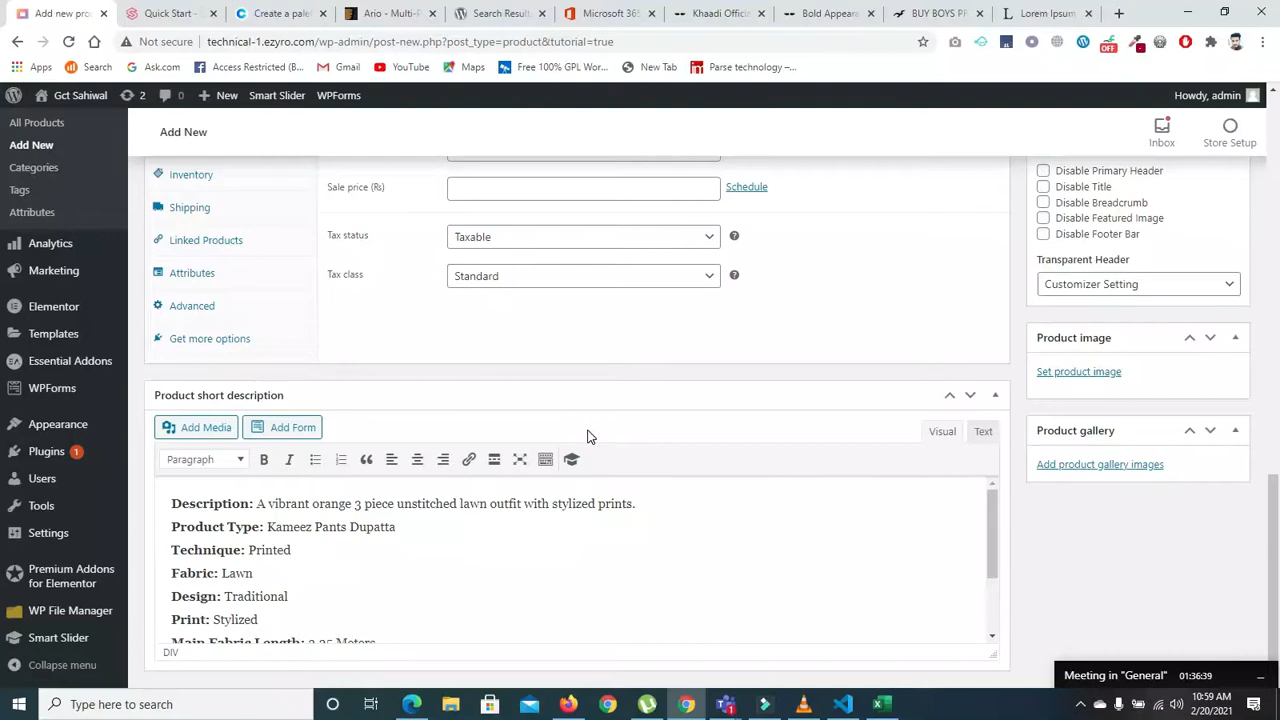 Add new pro
Quick Start -
Create a pale
Ario - Multi-P
Search Resul
Microsoft 365
Khaadi Officia
Bold Appeara
BUY BOYS PR
Lorem Ipsum
Not secure technical-1.ezyro.com/wp-admin/post-new.php?post_type=product&tutorial=true
OFF
Apps Search Ask.com Access Restricted (B... Gmail YouTube Maps Free 100% GPL Wor... New Tab Parse technology –...
Gct Sahiwal 2 0 New Smart Slider WPForms Howdy, admin
All Products
Add New
Categories
Tags
Attributes
Analytics
Marketing
Elementor
Templates
Essential Addons
WPForms
Appearance
Plugins 1
Users
Tools
Settings
Premium Addons
for Elementor
WP File Manager
Smart Slider
Collapse menu
Add New
Inbox
Store Setup
Inventory
Shipping
Linked Products
Attributes
Advanced
Get more options
Sale price (₨)
Schedule
Tax status
Taxable
Tax class
Standard
Product short description
Add Media
Add Form
Visual
Text
Paragraph
Description: A vibrant orange 3 piece unstitched lawn outfit with stylized prints.
Product Type: Kameez Pants Dupatta
Technique: Printed
Fabric: Lawn
Design: Traditional
Print: Stylized
Main Fabric Length: 3.25 Meters
DIV
Disable Primary Header
Disable Title
Disable Breadcrumb
Disable Featured Image
Disable Footer Bar
Transparent Header
Customizer Setting
Product image
Set product image
Product gallery
Add product gallery images
Meeting in "General" 01:36:39
Type here to search
10:59 AM
2/20/2021